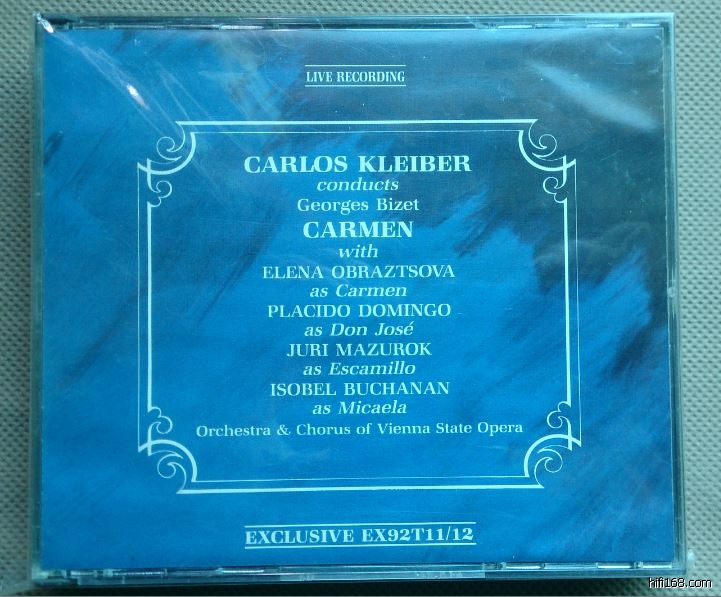 LIVE RECORDING
CARLOS KLEIBER
conducts
Georges Bizet
CARMEN
with
ELENA OBRAZTSOVA
as Carmen
PLACIDO DOMINGO
as Don José
JURI MAZUROK
as Escamillo
ISOBEL BUCHANAN
as Micaela
Orchestra & Chorus of Vienna State Opera
EXCLUSIVE EX92T11/12
hifi168.com